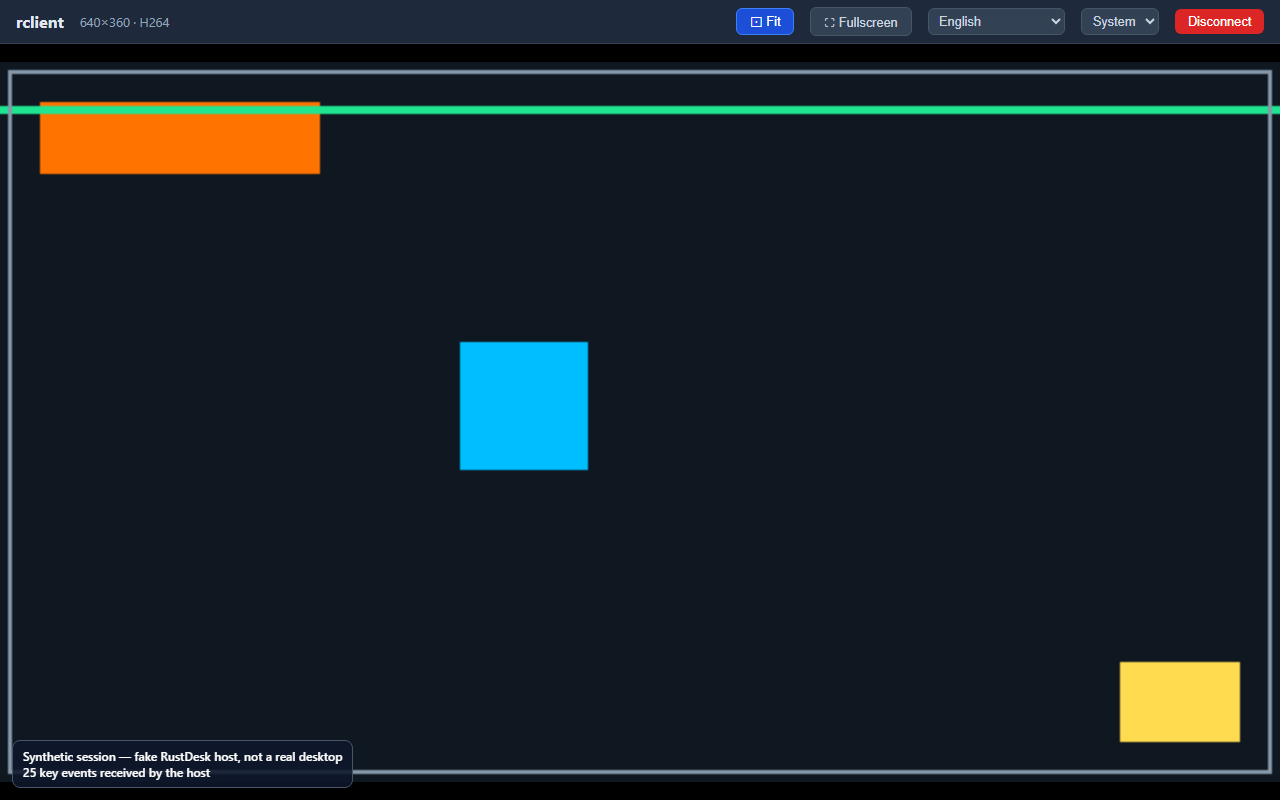 rclient
640×360 · H264
Fit
Fullscreen
English
System
Disconnect
Synthetic session — fake RustDesk host, not a real desktop
25 key events received by the host